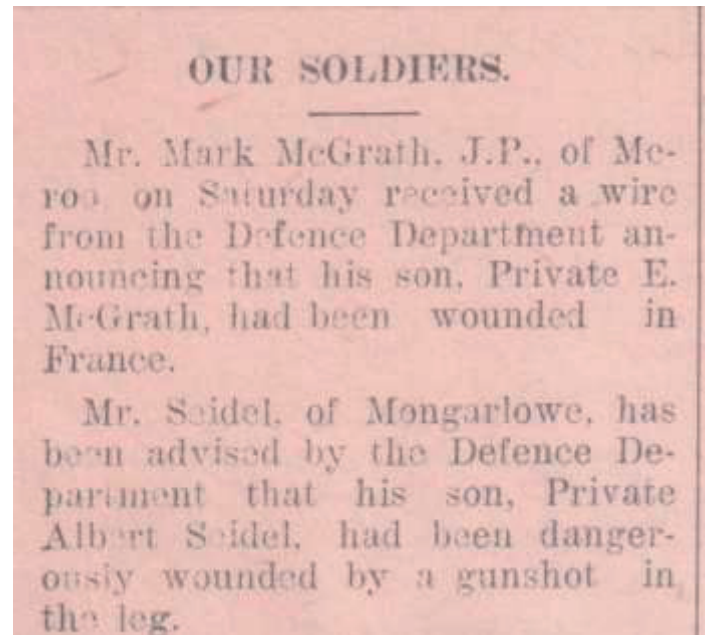 OUR SOLDIERS.
Mr. Mark McGrath, J.P., of Me-
roo on Saturday received a wire
from the Defence Department an-
nouncing that his son, Private E.
McGrath, had been wounded in
France.
Mr. Seidel, of Mongarlowe, has
been advised by the Defence De-
partment that his son, Private
Albert Seidel, had been danger-
ously wounded by a gunshot in
the leg.